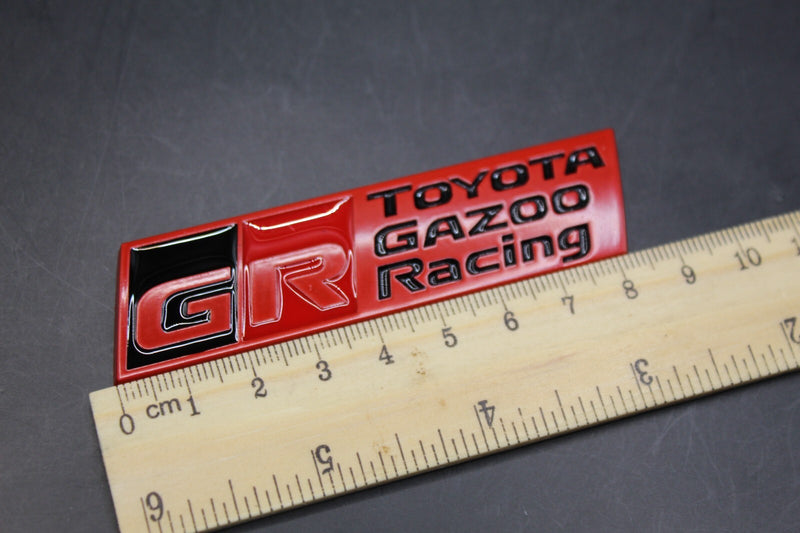 GR
TOYOTA
GAZOO
Racing
0 cm 1 2 3 4 5 6 7 8 9 10
6 5 4 3 2